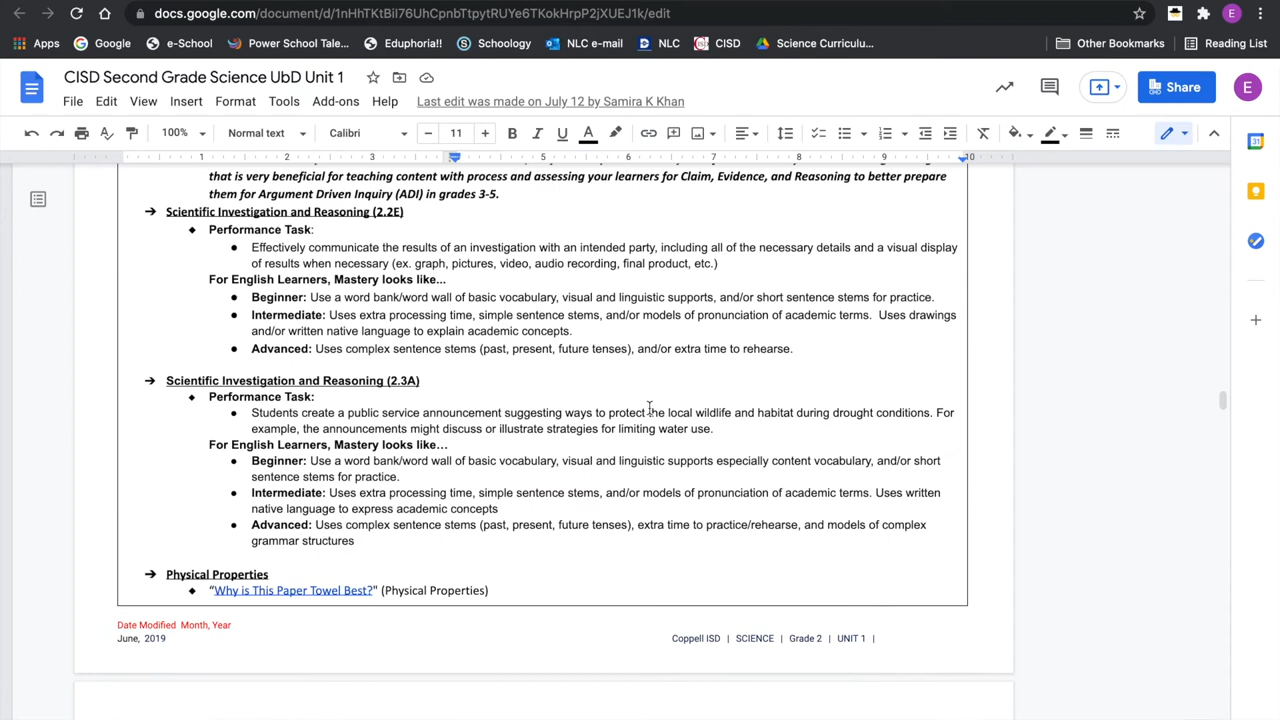 docs.google.com/document/d/1nHhTKtBil76UhCpnbTtpytRUYe6TKokHrpP2jXUEJ1k/edit
E
Apps
Google
e-School
Power School Tale...
Eduphoria!!
Schoology
NLC e-mail
NLC
CISD
Science Curriculu...
Other Bookmarks
Reading List
CISD Second Grade Science UbD Unit 1
File Edit View Insert Format Tools Add-ons Help Last edit was made on July 12 by Samira K Khan
Share
E
100% Normal text Calibri 11 B I U A
1 2 3 5 6 7 8 9 10
that is very beneficial for teaching content with process and assessing your learners for Claim, Evidence, and Reasoning to better prepare
them for Argument Driven Inquiry (ADI) in grades 3-5.
➔ Scientific Investigation and Reasoning (2.2E)
◆ Performance Task:
● Effectively communicate the results of an investigation with an intended party, including all of the necessary details and a visual display
of results when necessary (ex. graph, pictures, video, audio recording, final product, etc.)
For English Learners, Mastery looks like...
● Beginner: Use a word bank/word wall of basic vocabulary, visual and linguistic supports, and/or short sentence stems for practice.
● Intermediate: Uses extra processing time, simple sentence stems, and/or models of pronunciation of academic terms. Uses drawings
and/or written native language to explain academic concepts.
● Advanced: Uses complex sentence stems (past, present, future tenses), and/or extra time to rehearse.
➔ Scientific Investigation and Reasoning (2.3A)
◆ Performance Task:
● Students create a public service announcement suggesting ways to protect the local wildlife and habitat during drought conditions. For
example, the announcements might discuss or illustrate strategies for limiting water use.
For English Learners, Mastery looks like…
● Beginner: Use a word bank/word wall of basic vocabulary, visual and linguistic supports especially content vocabulary, and/or short
sentence stems for practice.
● Intermediate: Uses extra processing time, simple sentence stems, and/or models of pronunciation of academic terms. Uses written
native language to express academic concepts
● Advanced: Uses complex sentence stems (past, present, future tenses), extra time to practice/rehearse, and models of complex
grammar structures
➔ Physical Properties
◆ "Why is This Paper Towel Best?" (Physical Properties)
Date Modified Month, Year
June, 2019
Coppell ISD | SCIENCE | Grade 2 | UNIT 1 |